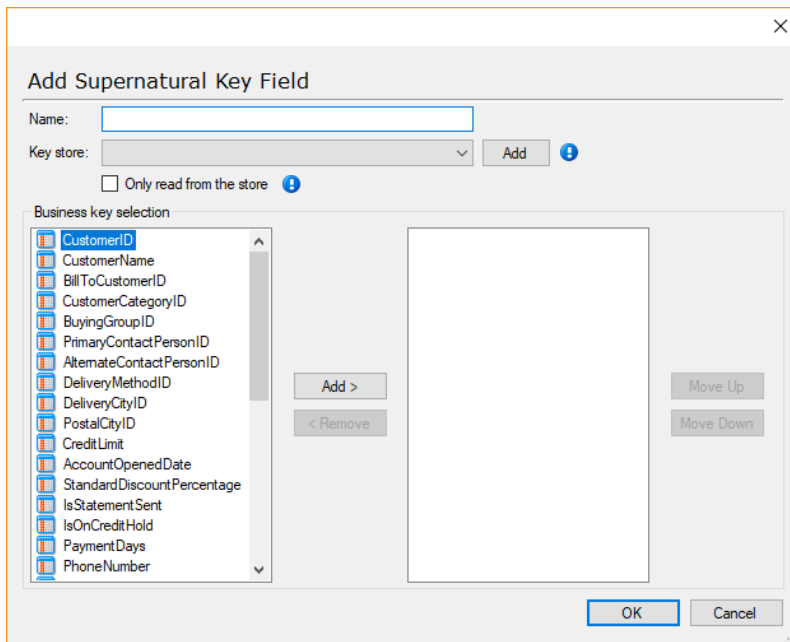 Add Supernatural Key Field
Name:
Key store:
Add
Only read from the store
Business key selection
CustomerID
CustomerName
BillToCustomerID
CustomerCategoryID
BuyingGroupID
PrimaryContactPersonID
AlternateContactPersonID
DeliveryMethodID
DeliveryCityID
PostalCityID
CreditLimit
AccountOpenedDate
StandardDiscountPercentage
IsStatementSent
IsOnCreditHold
PaymentDays
PhoneNumber
Add >
< Remove
Move Up
Move Down
OK
Cancel